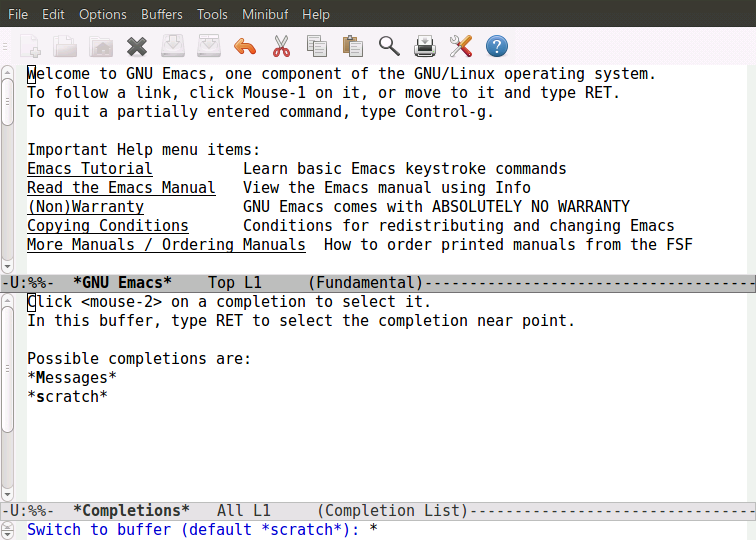 File Edit Options Buffers Tools Minibuf Help
Welcome to GNU Emacs, one component of the GNU/Linux operating system.
To follow a link, click Mouse-1 on it, or move to it and type RET.
To quit a partially entered command, type Control-g.
Important Help menu items:
Emacs Tutorial Learn basic Emacs keystroke commands
Read the Emacs Manual View the Emacs manual using Info
(Non)Warranty GNU Emacs comes with ABSOLUTELY NO WARRANTY
Copying Conditions Conditions for redistributing and changing Emacs
More Manuals / Ordering Manuals How to order printed manuals from the FSF
-U:%%- *GNU Emacs* Top L1 (Fundamental)-------------------------------------
Click <mouse-2> on a completion to select it.
In this buffer, type RET to select the completion near point.
Possible completions are:
*Messages*
*scratch*
-U:%%- *Completions* All L1 (Completion List)--------------------------------
Switch to buffer (default *scratch*): *